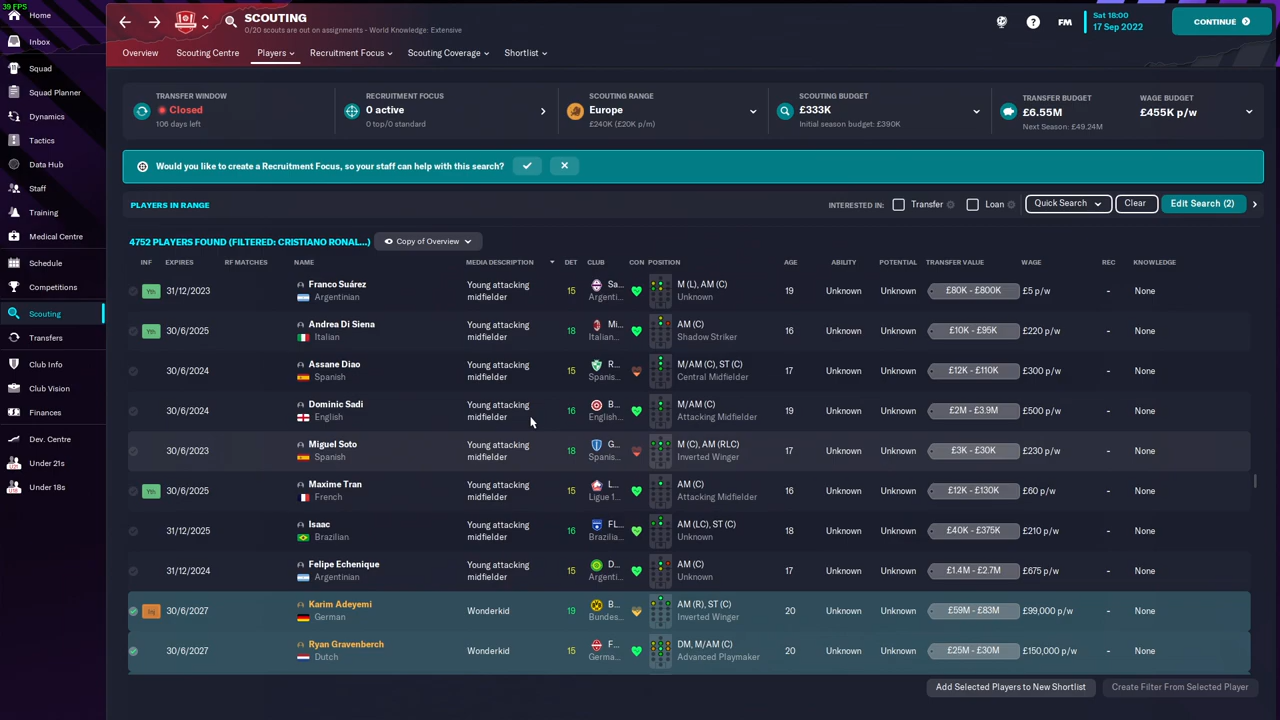 39 FPS
Home
SCOUTING
0/20 scouts are out on assignments - World Knowledge: Extensive
FM
Sat 18:00
17 Sep 2022
CONTINUE
Inbox
Squad
Squad Planner
Dynamics
Tactics
Data Hub
Staff
Training
Medical Centre
Schedule
Competitions
Scouting
Transfers
Club Info
Club Vision
Finances
Dev. Centre
Under 21s
Under 18s
Overview Scouting Centre Players Recruitment Focus Scouting Coverage Shortlist
TRANSFER WINDOW
Closed
106 days left
RECRUITMENT FOCUS
0 active
0 top/0 standard
SCOUTING RANGE
Europe
£240K (£20K p/m)
SCOUTING BUDGET
£333K
Initial season budget: £390K
TRANSFER BUDGET
£6.55M
Next Season: £49.24M
WAGE BUDGET
£455K p/w
Would you like to create a Recruitment Focus, so your staff can help with this search?
PLAYERS IN RANGE
INTERESTED IN: Transfer Loan Quick Search Clear Edit Search (2)
4752 PLAYERS FOUND (FILTERED: CRISTIANO RONAL...) Copy of Overview
INF EXPIRES RF MATCHES NAME MEDIA DESCRIPTION DET CLUB CON POSITION AGE ABILITY POTENTIAL TRANSFER VALUE WAGE REC KNOWLEDGE
Yth 31/12/2023 Franco Suárez Argentinian Young attacking midfielder 15 Sa... Argenti... M (L), AM (C) Unknown 19 Unknown Unknown £80K - £800K £5 p/w - None
Yth 30/6/2025 Andrea Di Siena Italian Young attacking midfielder 18 Mi... Italian... AM (C) Shadow Striker 16 Unknown Unknown £10K - £95K £220 p/w - None
30/6/2024 Assane Diao Spanish Young attacking midfielder 15 R... Spanis... M/AM (C), ST (C) Central Midfielder 17 Unknown Unknown £12K - £110K £300 p/w - None
30/6/2024 Dominic Sadi English Young attacking midfielder 16 B... English... M/AM (C) Attacking Midfielder 19 Unknown Unknown £2M - £3.9M £500 p/w - None
30/6/2023 Miguel Soto Spanish Young attacking midfielder 18 G... Spanis... M (C), AM (RLC) Inverted Winger 17 Unknown Unknown £3K - £30K £230 p/w - None
Yth 30/6/2025 Maxime Tran French Young attacking midfielder 15 L... Ligue 1... AM (C) Attacking Midfielder 16 Unknown Unknown £12K - £130K £60 p/w - None
31/12/2025 Isaac Brazilian Young attacking midfielder 16 FL... Brazilia... AM (LC), ST (C) Unknown 18 Unknown Unknown £40K - £375K £210 p/w - None
31/12/2024 Felipe Echenique Argentinian Young attacking midfielder 15 D... Argenti... AM (C) Unknown 17 Unknown Unknown £1.4M - £2.7M £675 p/w - None
Inj 30/6/2027 Karim Adeyemi German Wonderkid 19 B... Bundes... AM (R), ST (C) Inverted Winger 20 Unknown Unknown £59M - £83M £99,000 p/w - None
30/6/2027 Ryan Gravenberch Dutch Wonderkid 15 F... Germa... DM, M/AM (C) Advanced Playmaker 20 Unknown Unknown £25M - £30M £150,000 p/w - None
Add Selected Players to New Shortlist Create Filter From Selected Player